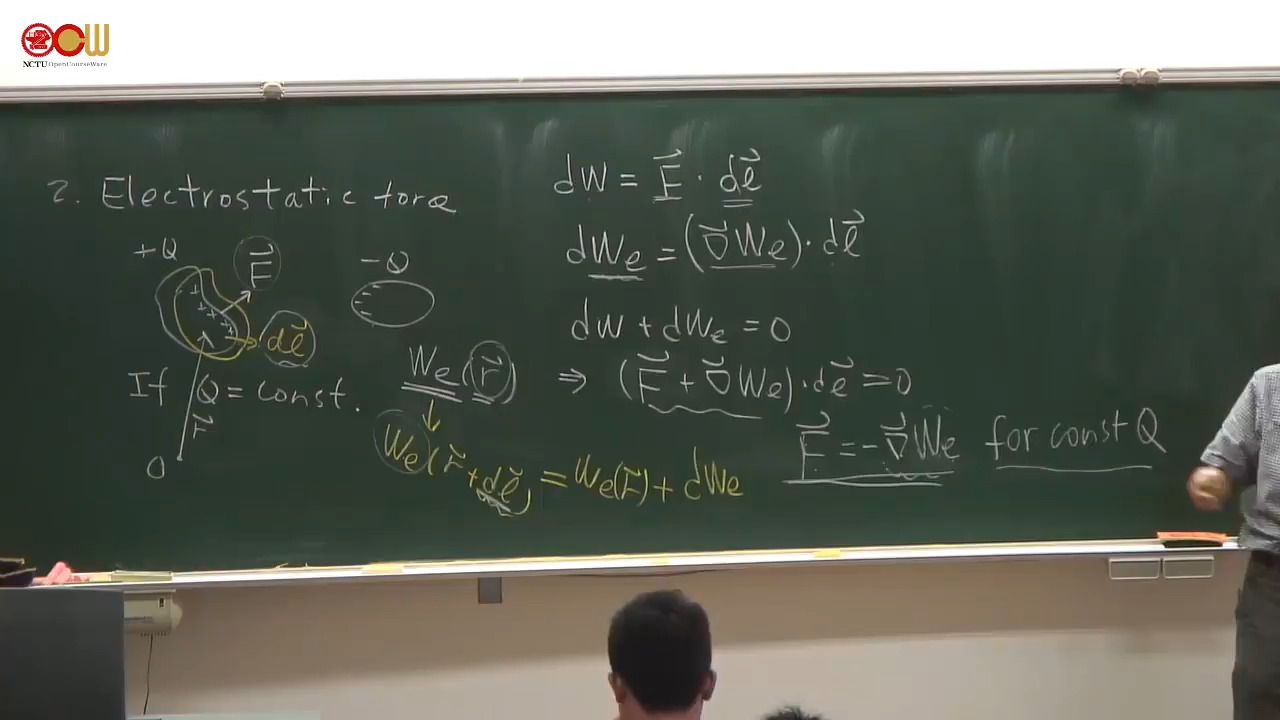 OCW
NCTU OpenCourseWare
2. Electrostatic force
+Q
F⃗
-Q
dl⃗
If Q = const.
r⃗
O
We(r⃗)
We(r⃗ + dl⃗) = We(r⃗) + dWe
dW = F⃗ · dl⃗
dWe = (∇⃗We) · dl⃗
dW + dWe = 0
⇒ (F⃗ + ∇⃗We) · dl⃗ = 0
F⃗ = -∇⃗We for const Q